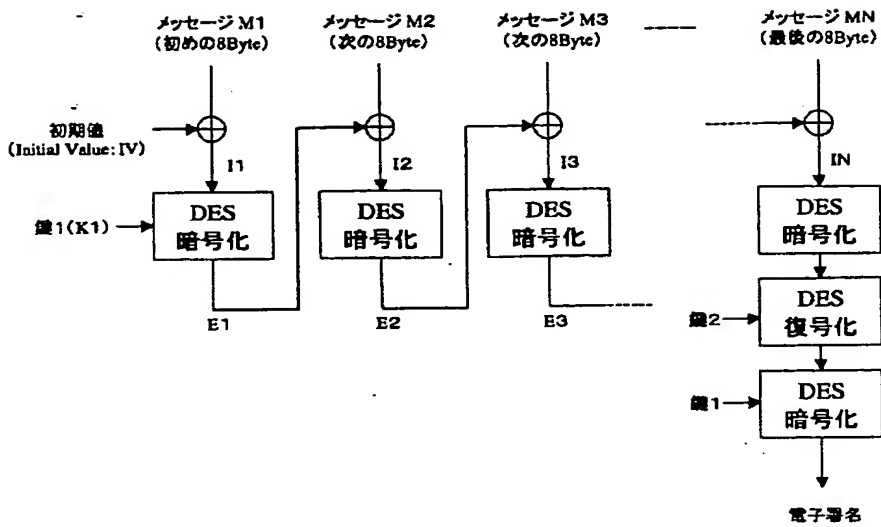 メッセージ M1
(初めの8Byte)
メッセージ M2
(次の8Byte)
メッセージ M3
(次の8Byte)
メッセージ MN
(最後の8Byte)
初期値
(Initial Value: IV)
I1
I2
I3
IN
鍵1(K1)
DES
暗号化
DES
暗号化
DES
暗号化
DES
暗号化
E1
E2
E3
鍵2
DES
復号化
鍵1
DES
暗号化
電子署名